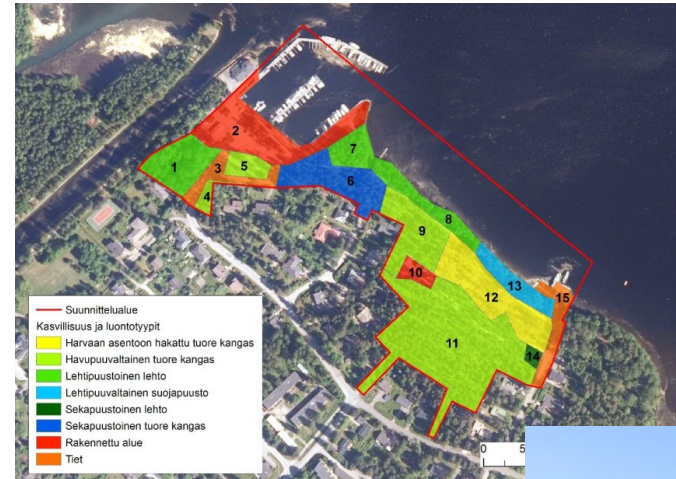 2
7
1
3
5
6
4
8
9
10
13
15
12
11
14
Suunnittelualue
Kasvillisuus ja luontotyypit
Harvaan asentoon hakattu tuore kangas
Havupuuvaltainen tuore kangas
Lehtipuustoinen lehto
Lehtipuuvaltainen suojapuusto
Sekapuustoinen lehto
Sekapuustoinen tuore kangas
Rakennettu alue
Tiet
0